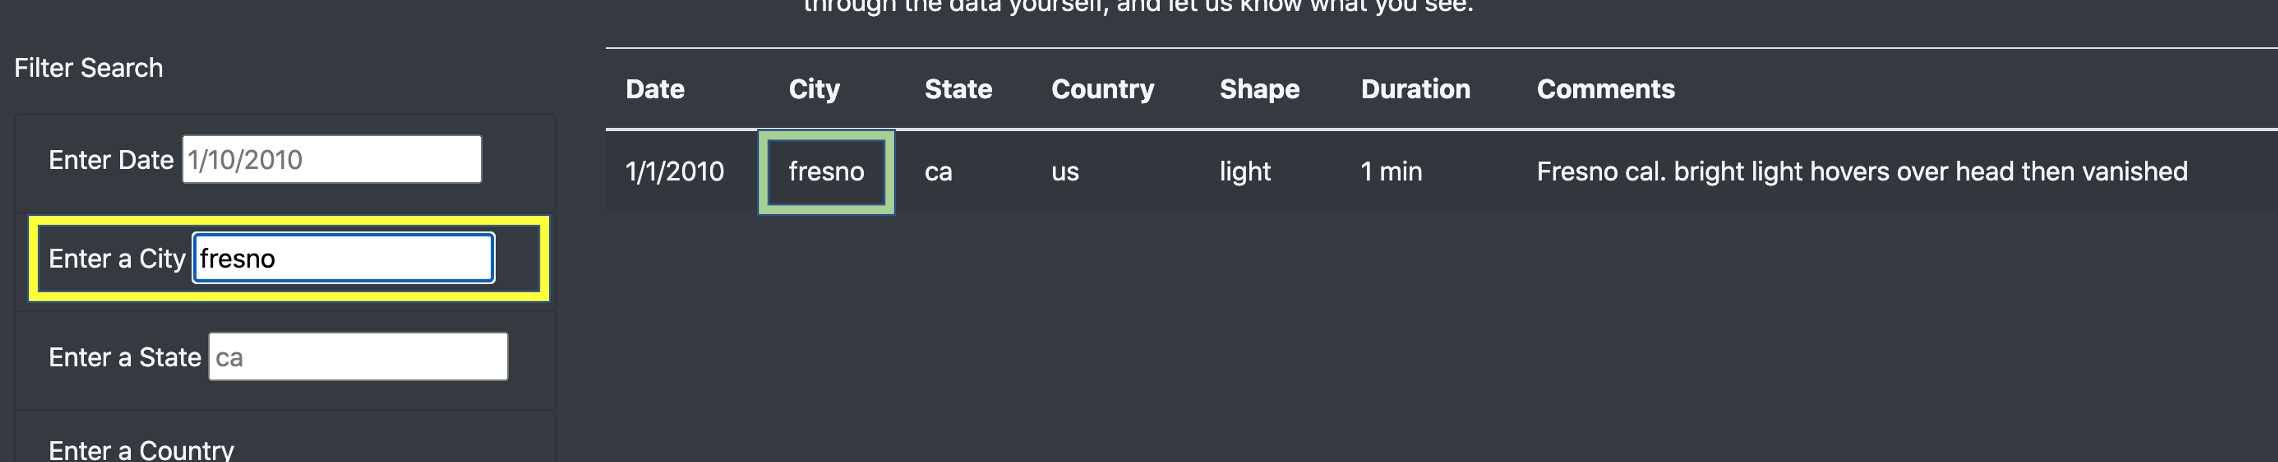 through the data yourself, and let us know what you see.
Filter Search
Enter Date 1/10/2010
Enter a City fresno
Enter a State ca
Enter a Country
Date City State Country Shape Duration Comments
1/1/2010 fresno ca us light 1 min Fresno cal. bright light hovers over head then vanished